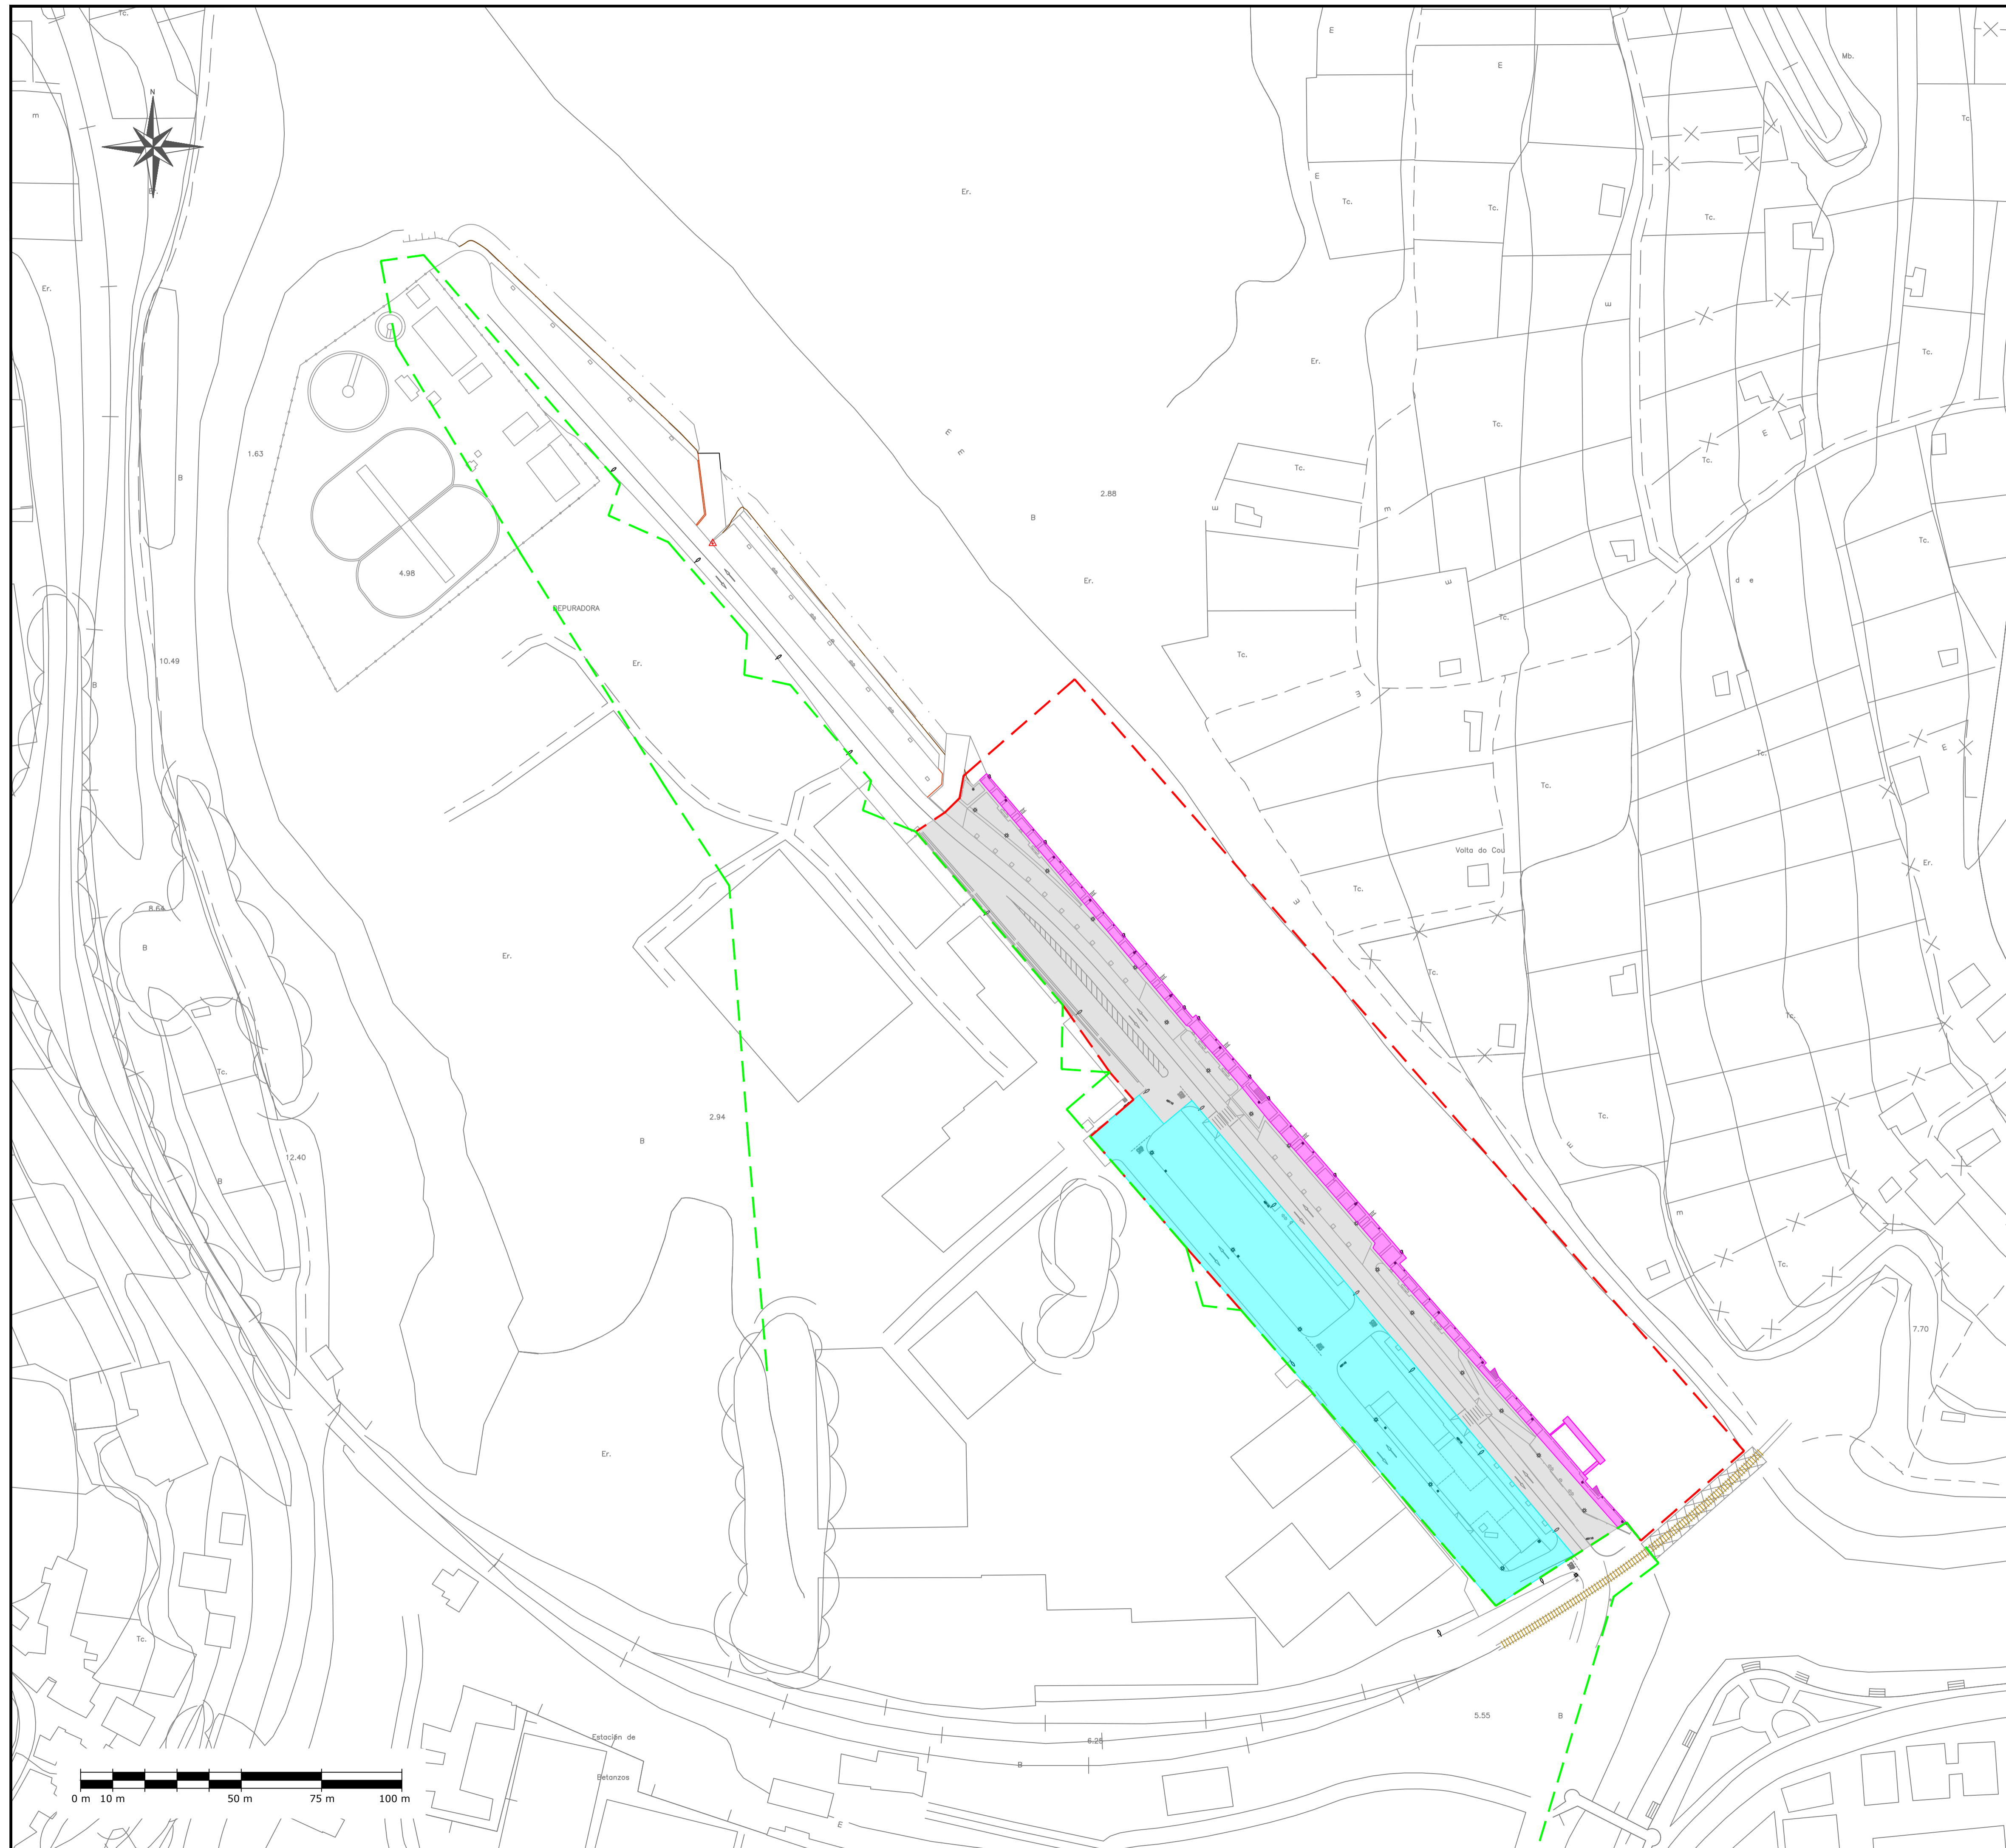 Tc.
E
Mb.
E
N
m
Tc.
Er.
Er.
E
Tc.
Tc.
Tc.
Er.
E
Tc.
Er.
Tc.
E
E
E
1.63
B
Tc.
Tc.
2.88
m
B
Tc.
4.98
Er.
d e
DEPURADORA
Tc.
10.49
Er.
Tc.
B
Tc.
E
Tc.
Volta do Cou
Er.
Tc.
8.69
B
Er.
Tc.
Tc.
Tc.
2.94
B
Tc.
12.40
B
m
Tc.
7.70
Er.
Tc.
5.55
B
Estación de
6.25
B
Betanzos
0 m 10 m 50 m 75 m 100 m
E